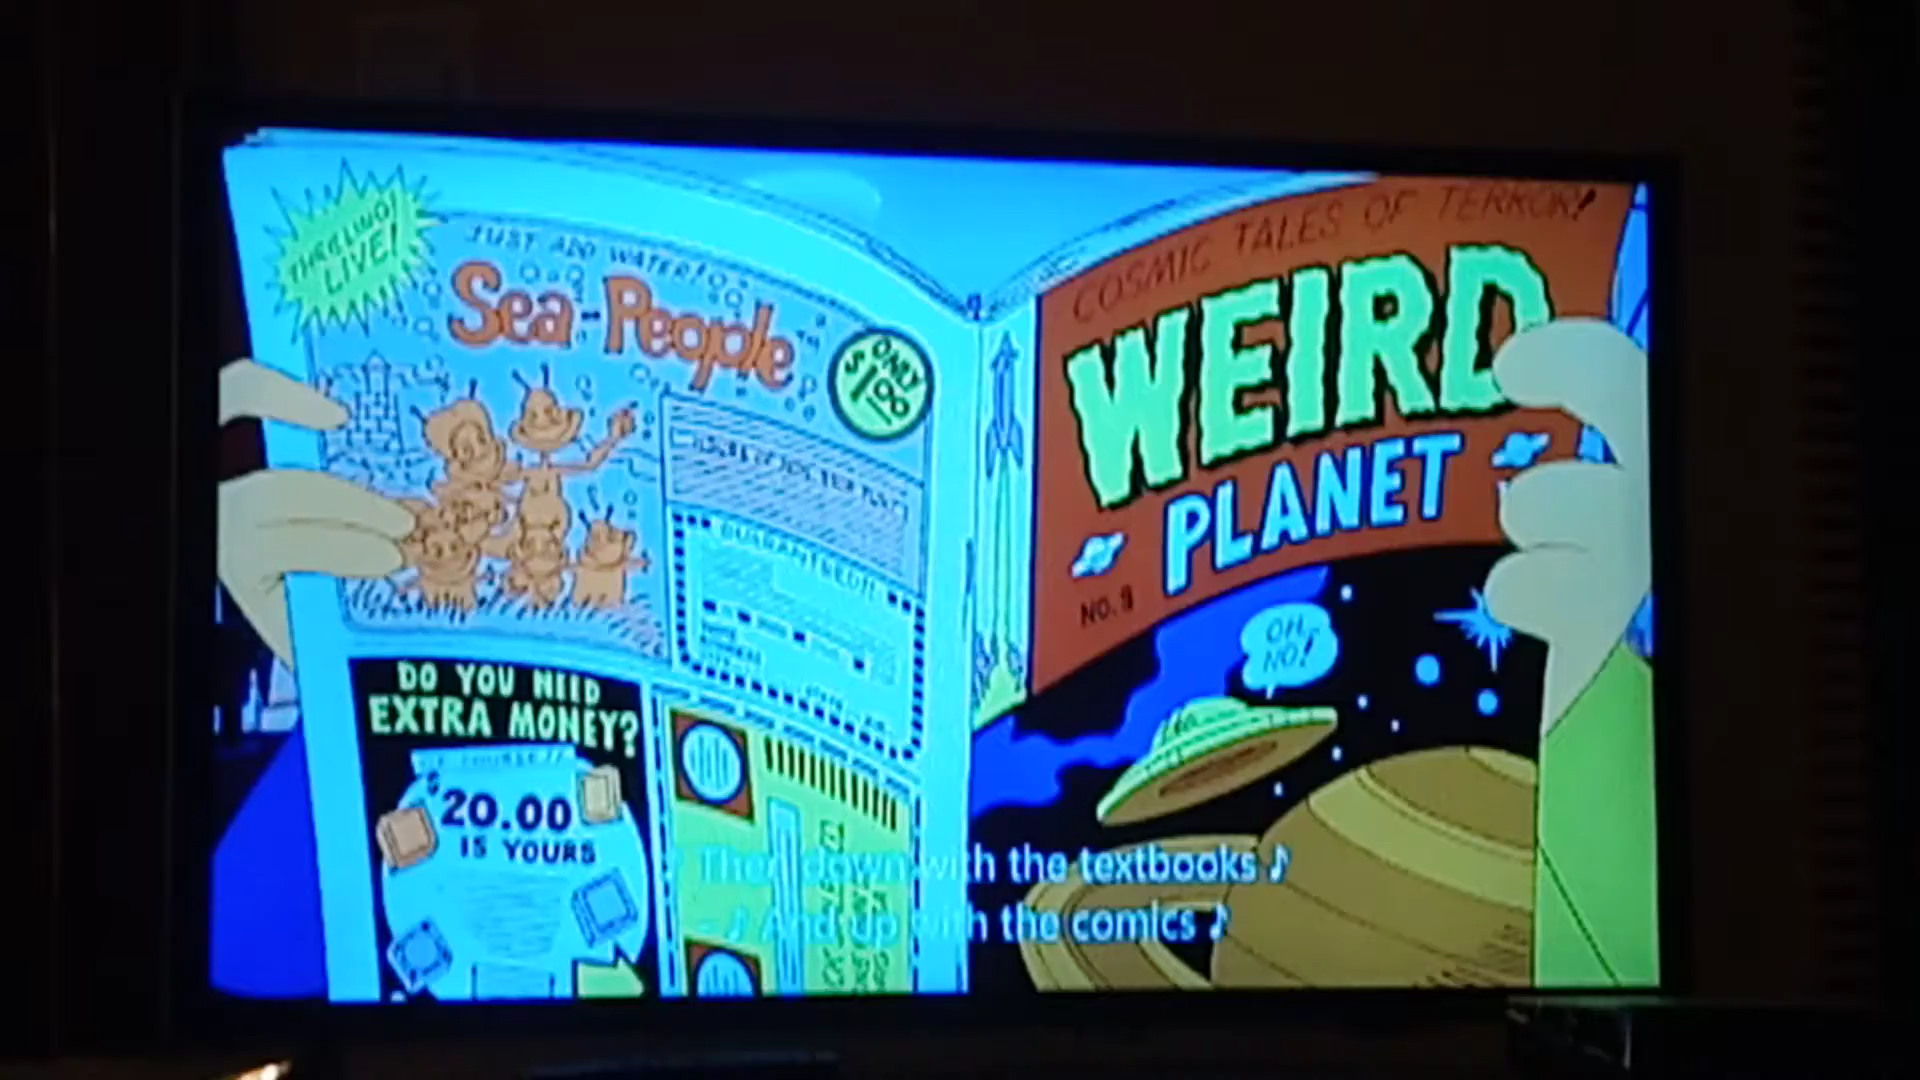 THRILLING!
LIVE!
JUST ADD WATER!
Sea-People
ONLY
$1.00
GUARANTEED!!
DO YOU NEED
EXTRA MONEY?
$20.00
IS YOURS
COSMIC TALES OF TERROR!
WEIRD
PLANET
NO. 9
OH,
NO!
♪ Then down with the textbooks ♪
- ♪ And up with the comics ♪